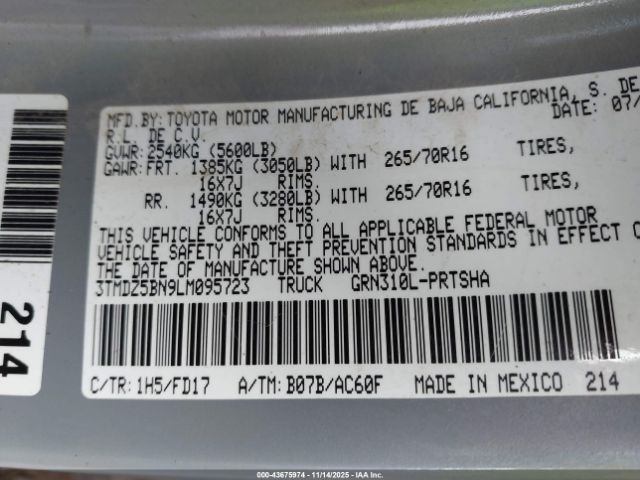 MFD.BY:TOYOTA MOTOR MANUFACTURING DE BAJA CALIFORNIA, S. DE
R.L. DE C.V. DATE: 07/
GVWR: 2540KG (5600LB)
GAWR: FRT. 1385KG (3050LB) WITH 265/70R16 TIRES,
16X7J RIMS.
RR. 1490KG (3280LB) WITH 265/70R16 TIRES,
16X7J RIMS.
THIS VEHICLE CONFORMS TO ALL APPLICABLE FEDERAL MOTOR
VEHICLE SAFETY AND THEFT PREVENTION STANDARDS IN EFFECT O
THE DATE OF MANUFACTURE SHOWN ABOVE.
3TMDZ5BN9LM095723 TRUCK GRN310L-PRTSHA
C/TR: 1H5/FD17 A/TM: B07B/AC60F MADE IN MEXICO 214
214
000-43675974 - 11/14/2025 - IAAI